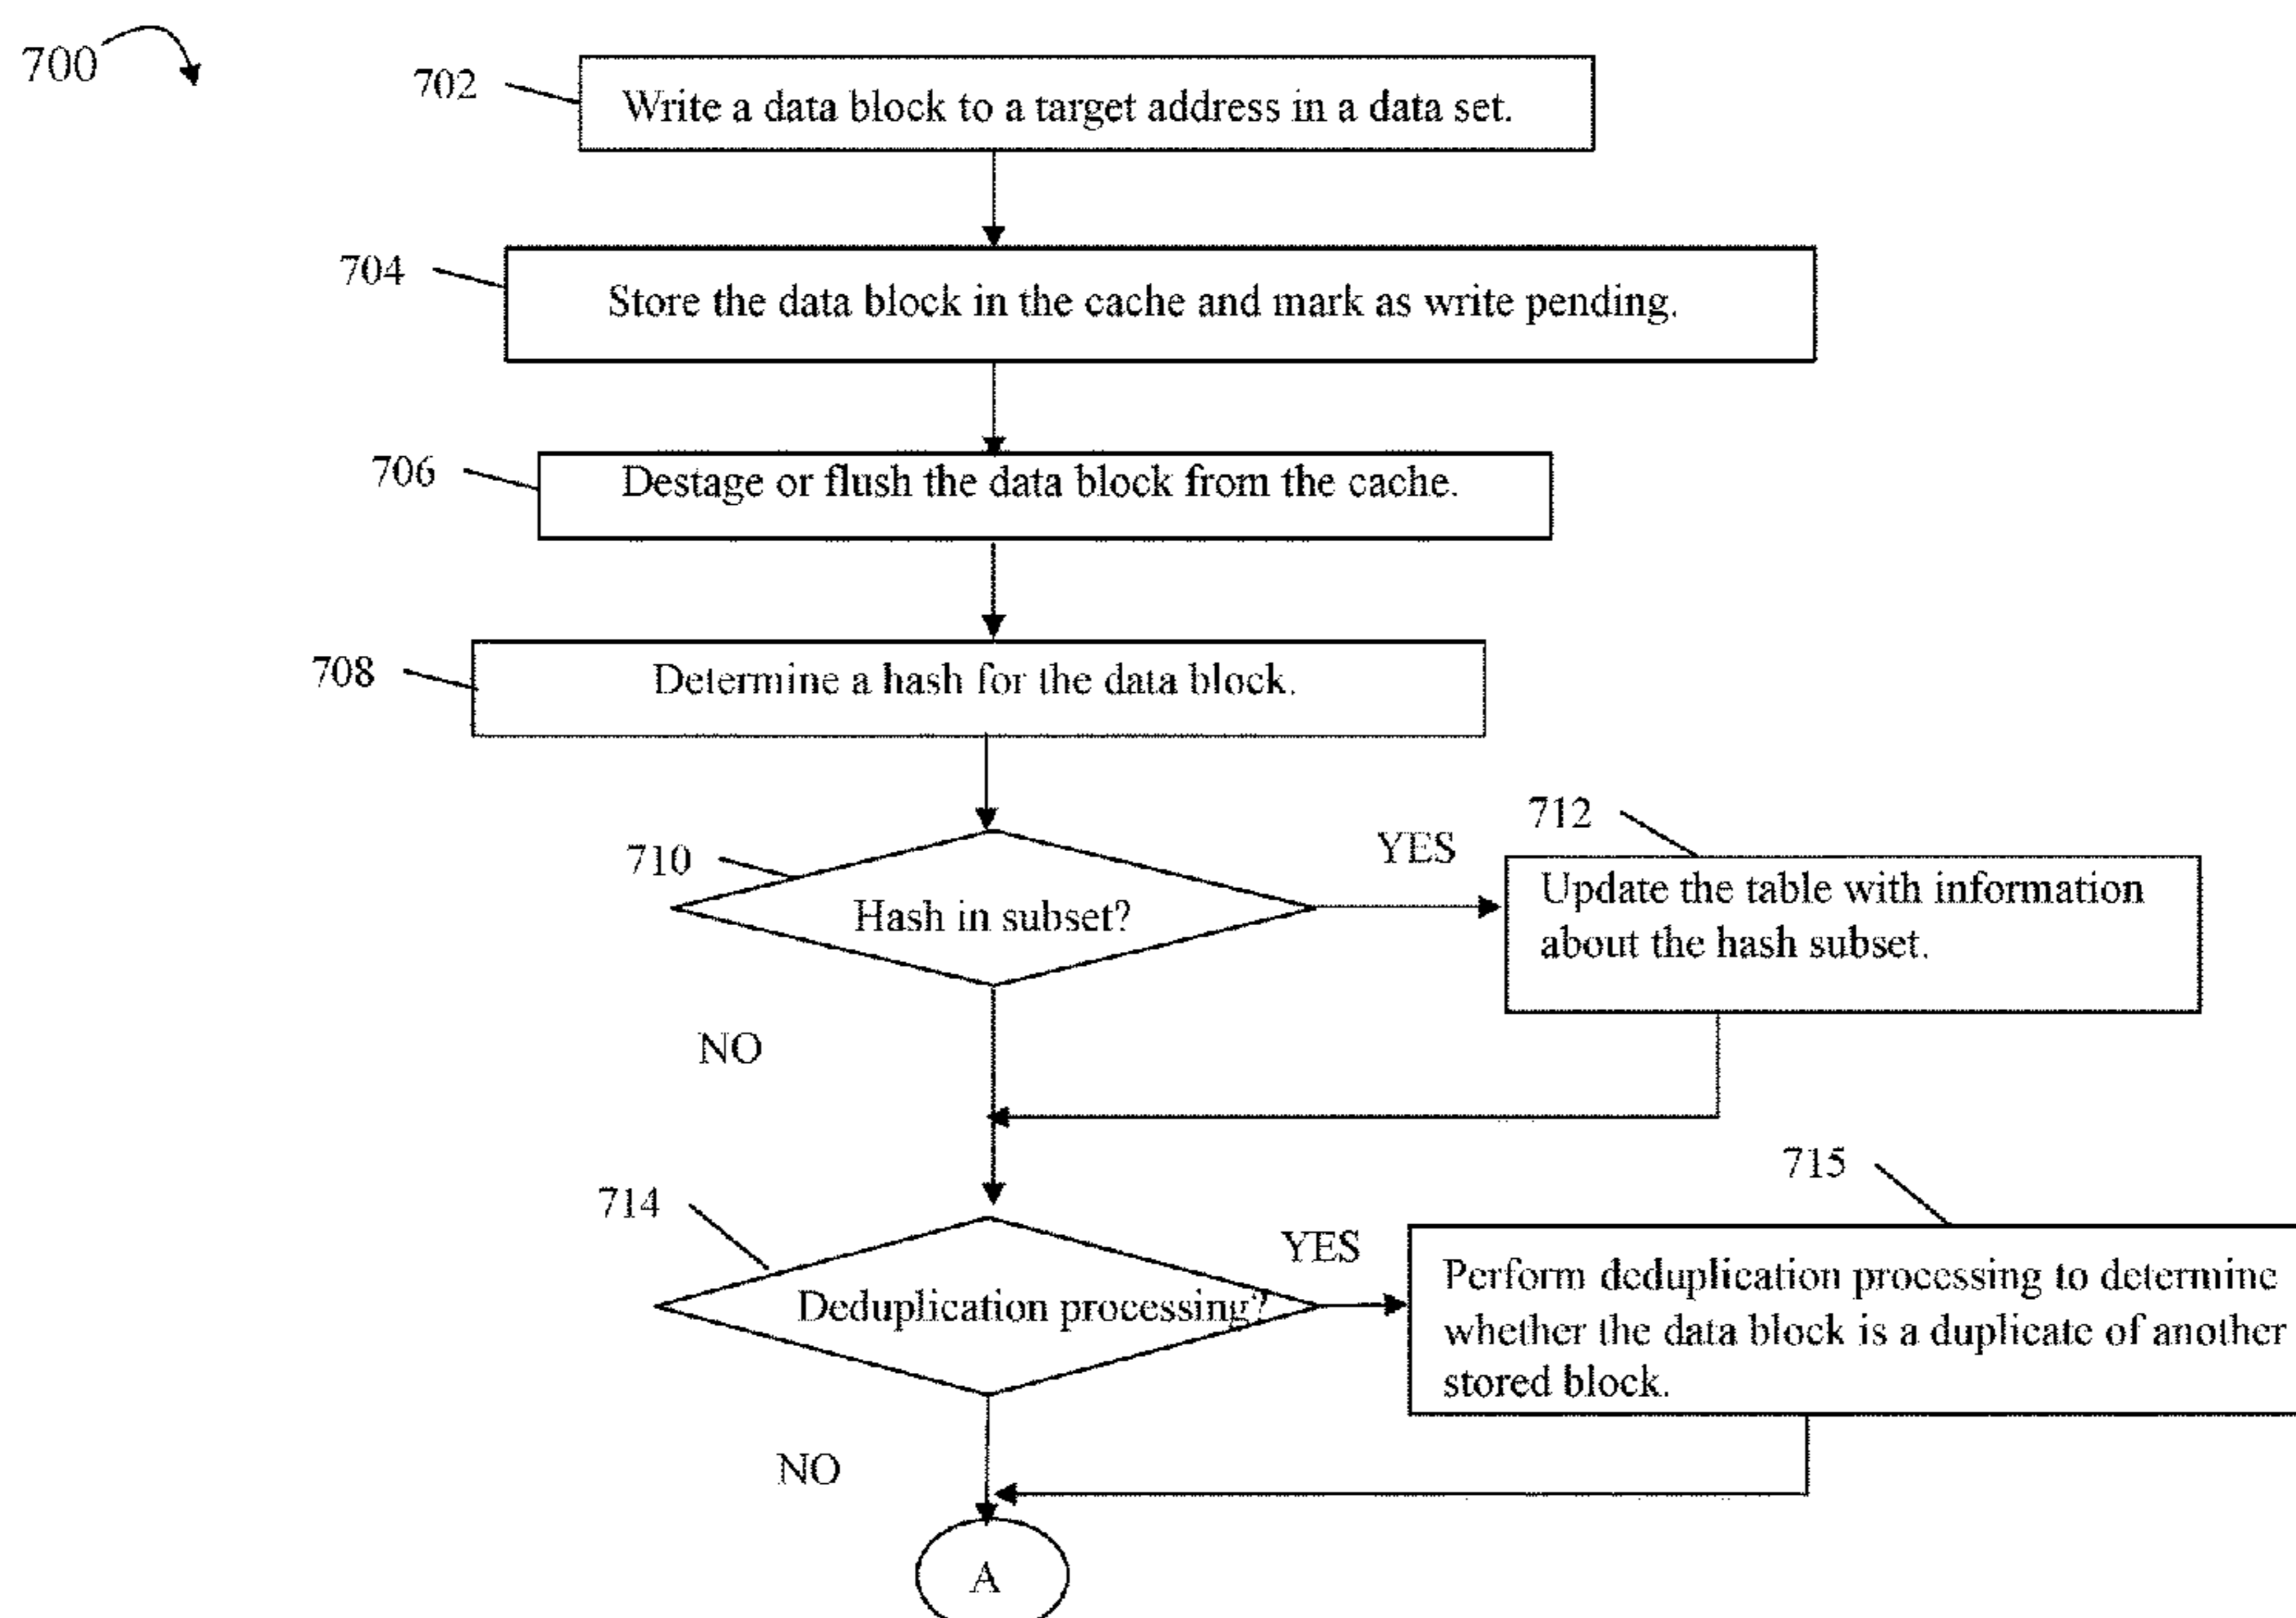 700
702
Write a data block to a target address in a data set.
704
Store the data block in the cache and mark as write pending.
706
Destage or flush the data block from the cache.
708
Determine a hash for the data block.
710
Hash in subset?
YES
712
Update the table with information
about the hash subset.
NO
714
Deduplication processing?
YES
715
Perform deduplication processing to determine
whether the data block is a duplicate of another
stored block.
NO
A